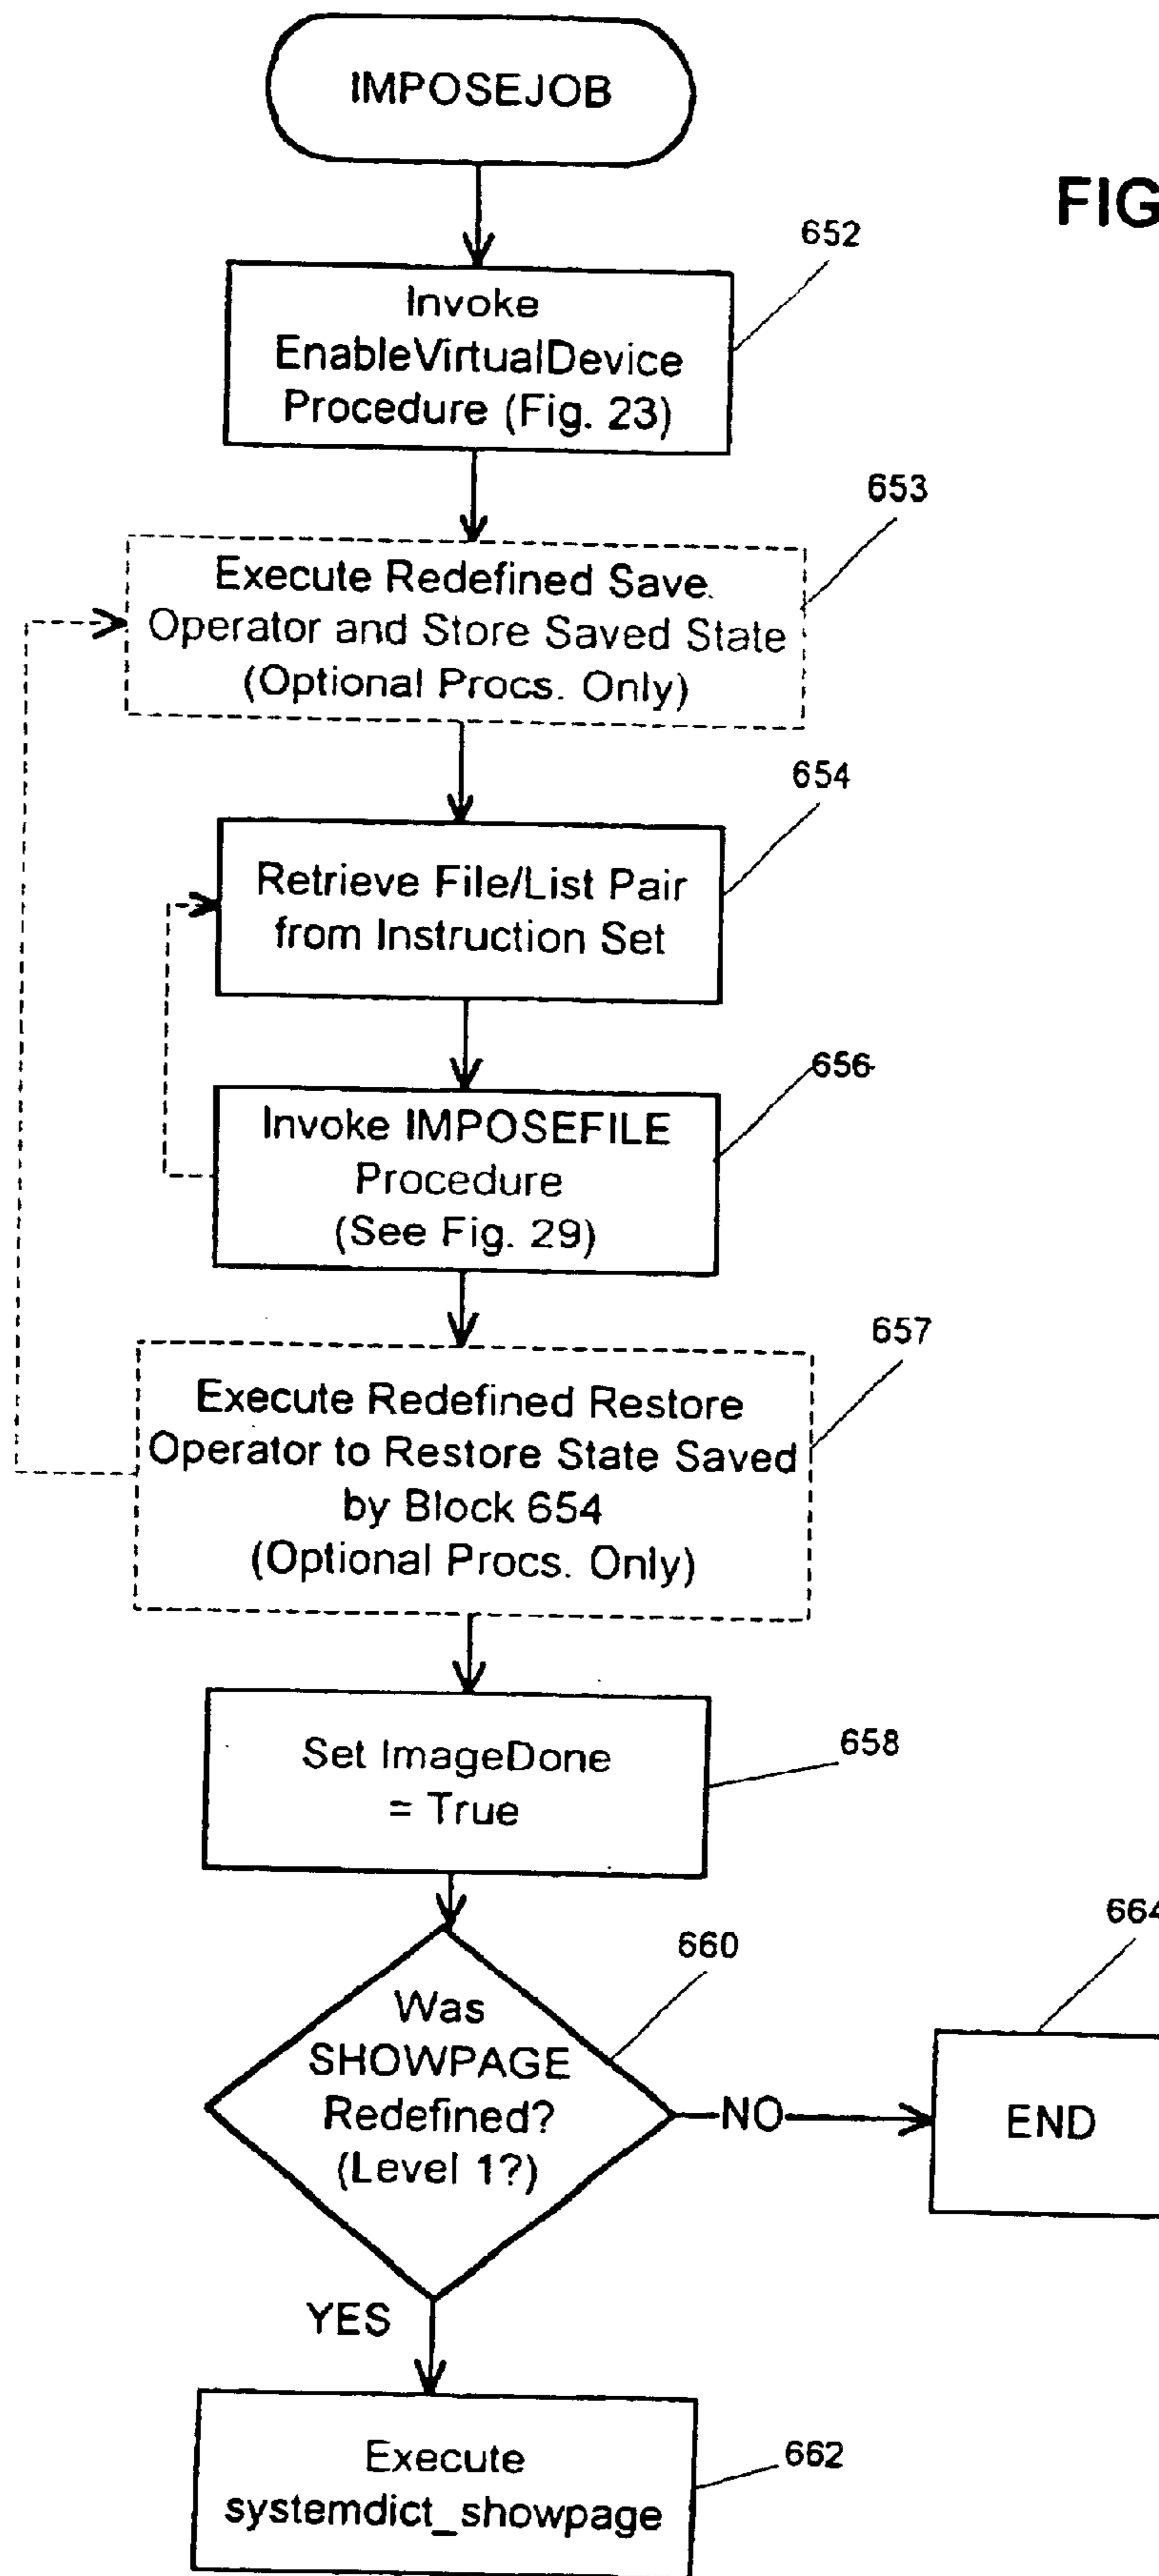 IMPOSEJOB
FIG
652
Invoke
EnableVirtualDevice
Procedure (Fig. 23)
653
Execute Redefined Save.
Operator and Store Saved State
(Optional Procs. Only)
654
Retrieve File/List Pair
from Instruction Set
656
Invoke IMPOSEFILE
Procedure
(See Fig. 29)
657
Execute Redefined Restore
Operator to Restore State Saved
by Block 654
(Optional Procs. Only)
658
Set ImageDone
= True
660
664
Was
SHOWPAGE
Redefined?
(Level 1?)
NO
END
YES
662
Execute
systemdict_showpage